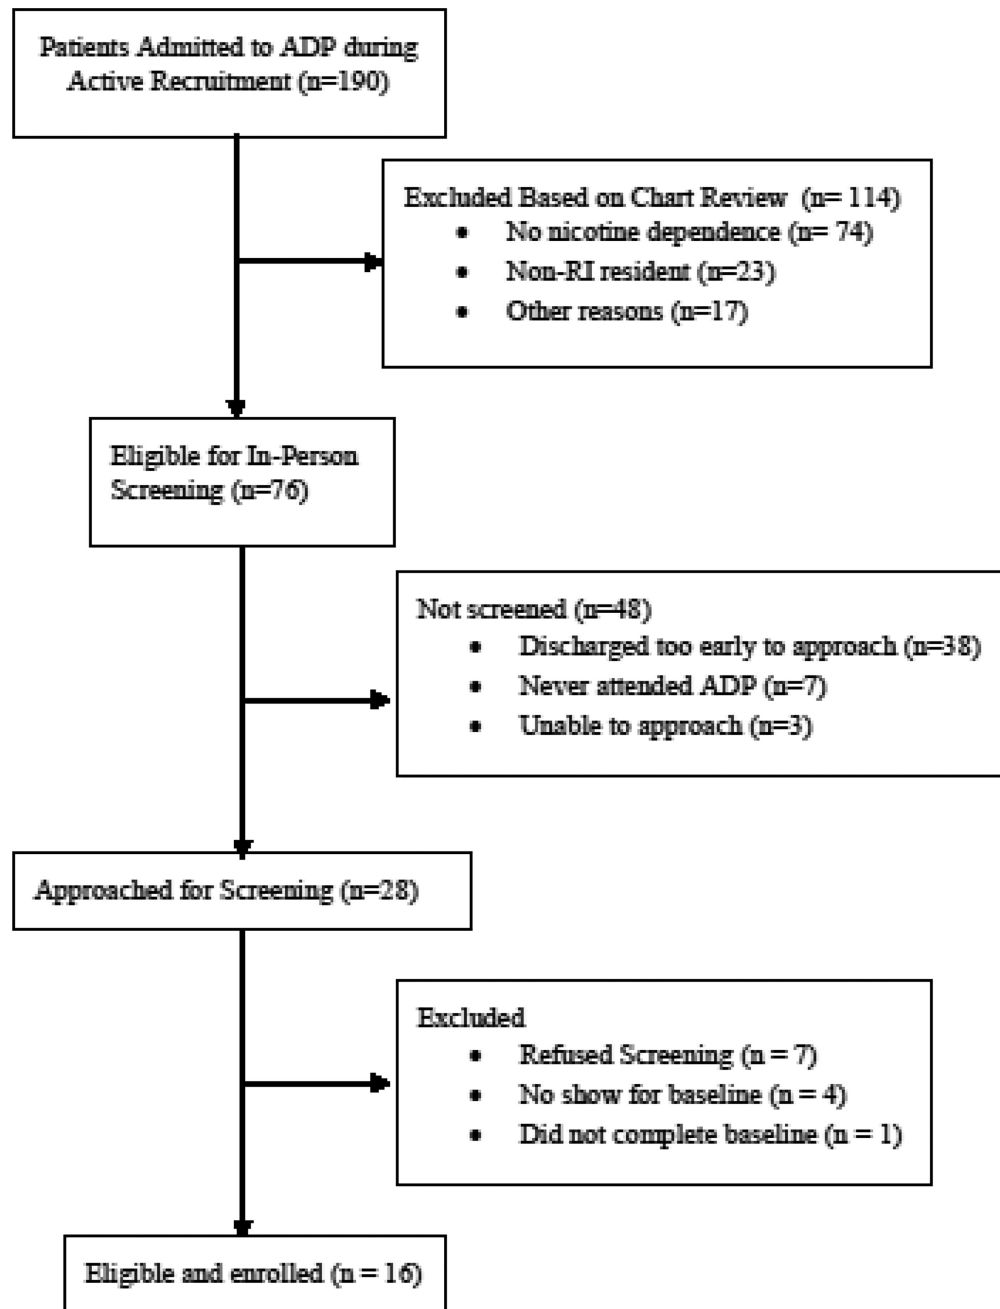 Patients Admitted to ADP during
Active Recruitment (n=190)
Excluded Based on Chart Review (n= 114)
• No nicotine dependence (n= 74)
• Non-RI resident (n=23)
• Other reasons (n=17)
Eligible for In-Person
Screening (n=76)
Not screened (n=48)
• Discharged too early to approach (n=38)
• Never attended ADP (n=7)
• Unable to approach (n=3)
Approached for Screening (n=28)
Excluded
• Refused Screening (n = 7)
• No show for baseline (n = 4)
• Did not complete baseline (n = 1)
Eligible and enrolled (n = 16)